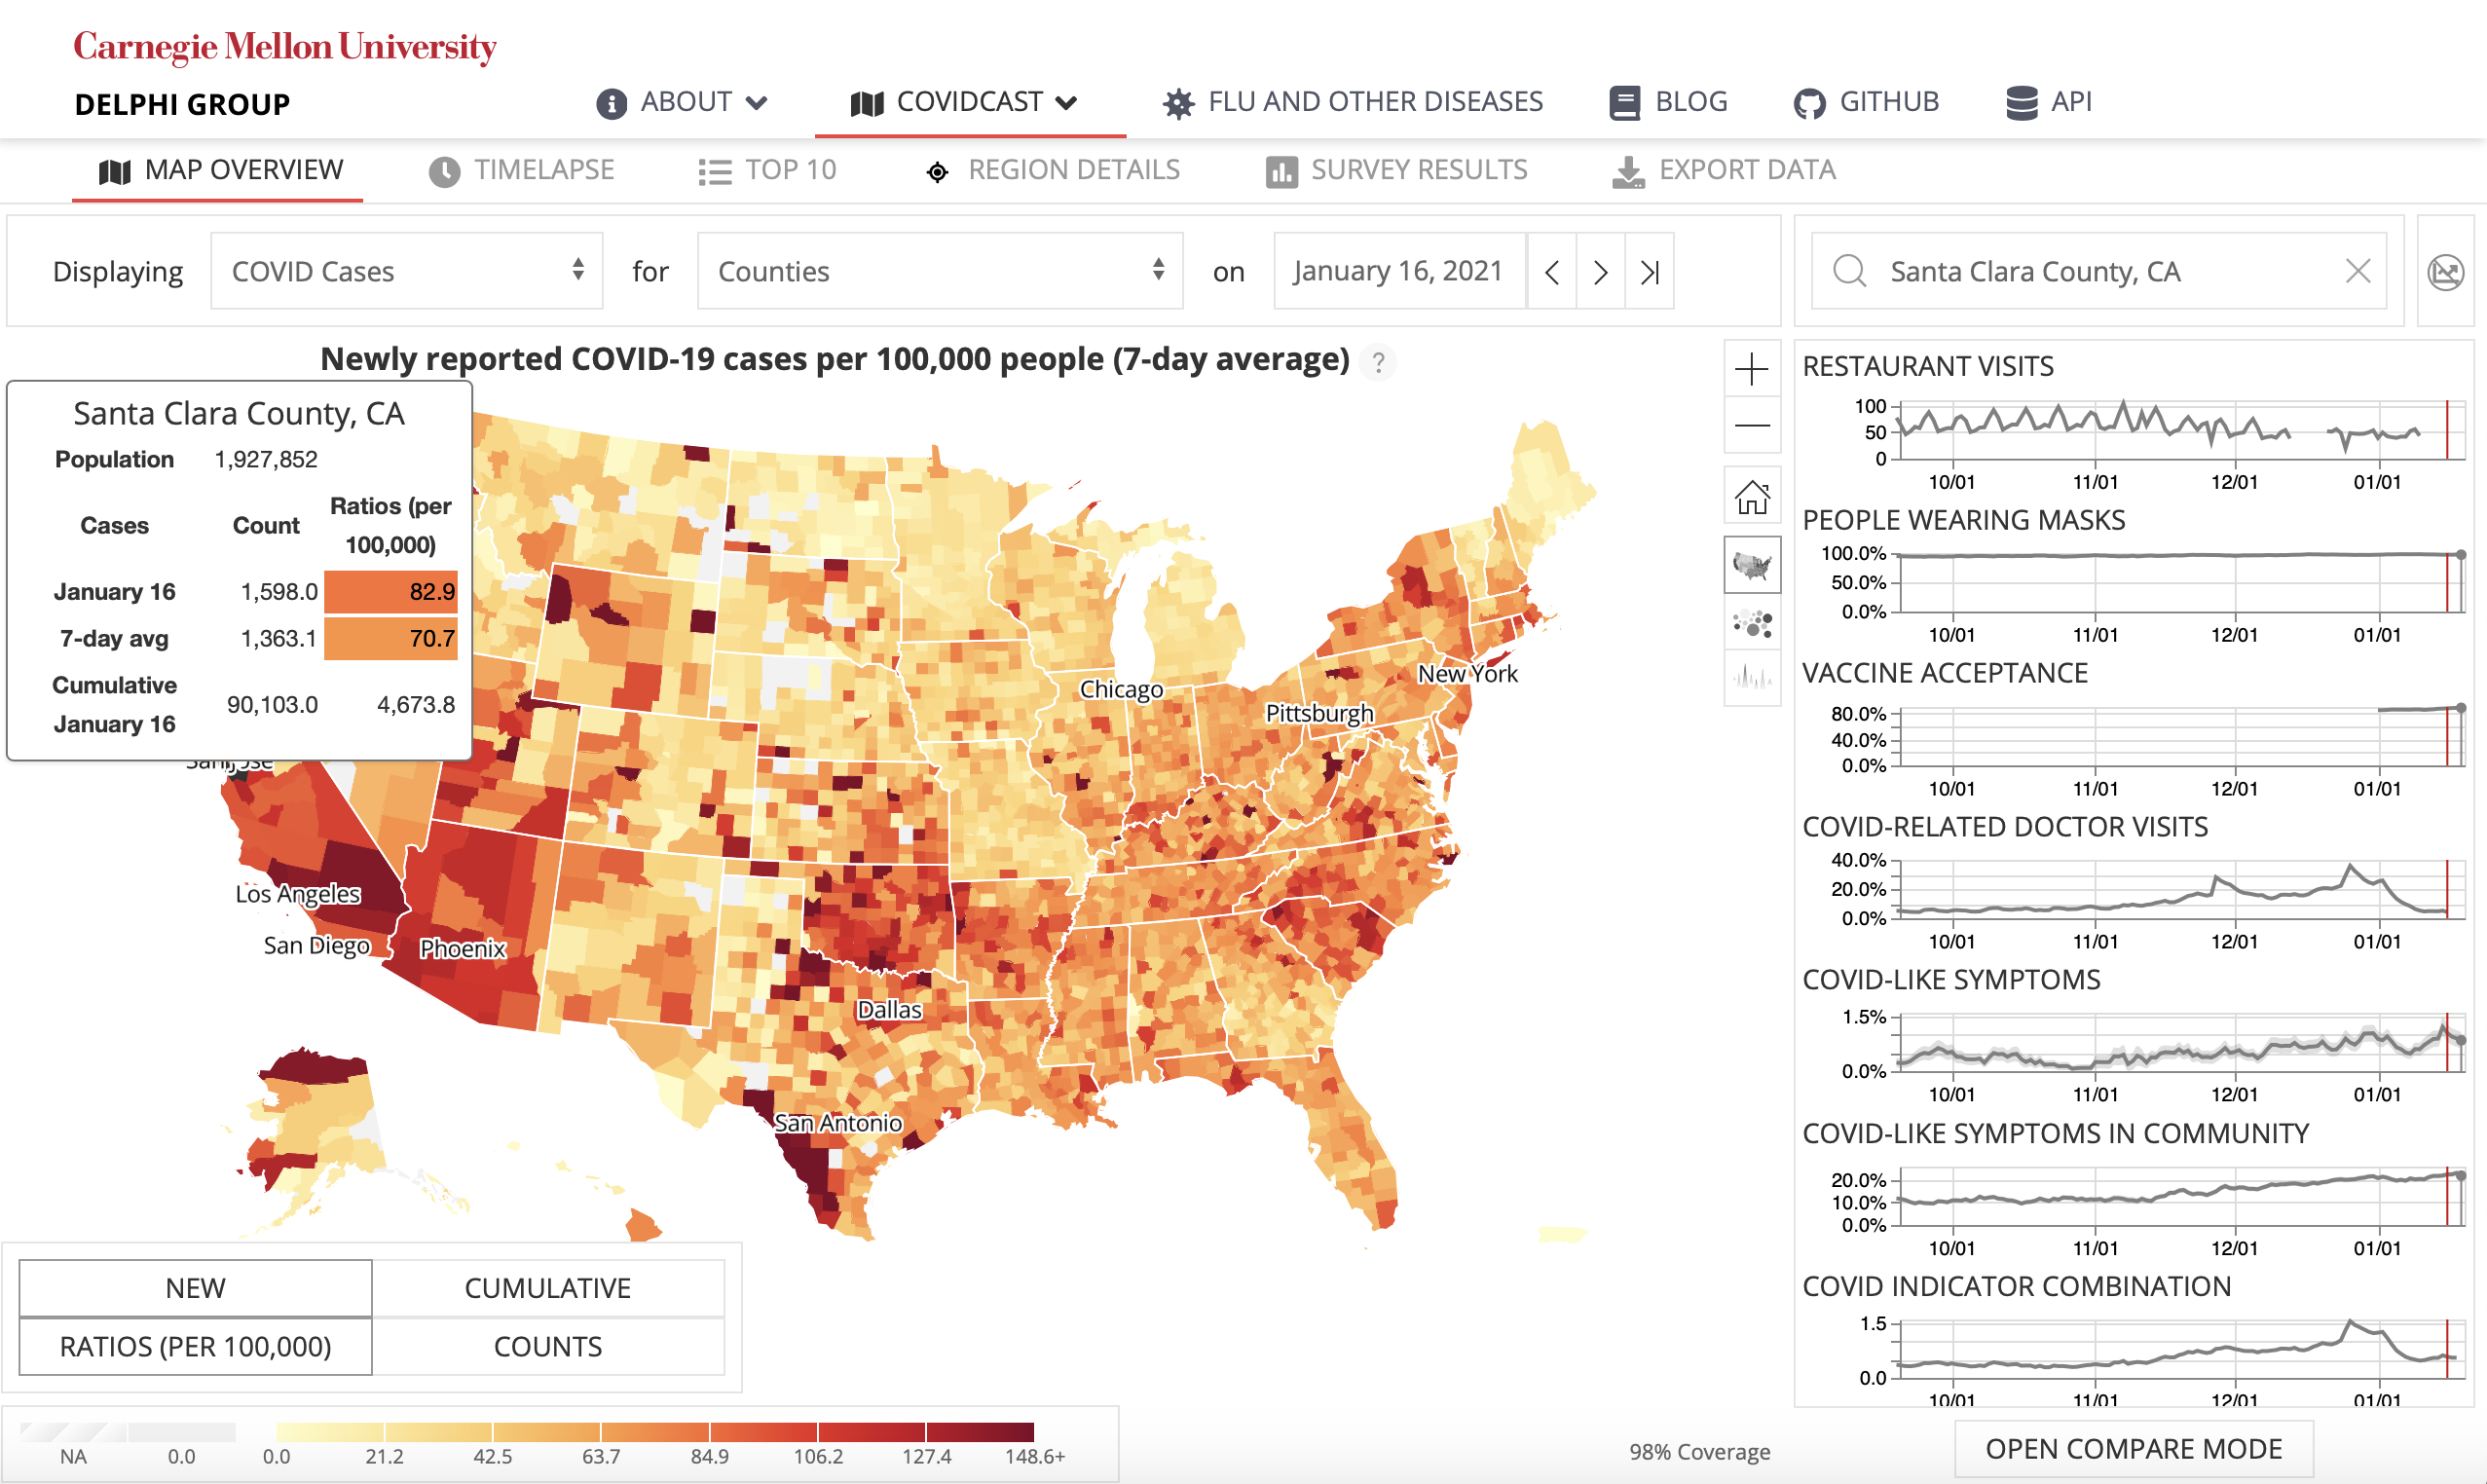 Carnegie Mellon University
DELPHI GROUP
ABOUT
COVIDCAST
FLU AND OTHER DISEASES
BLOG
GITHUB
API
MAP OVERVIEW
TIMELAPSE
TOP 10
REGION DETAILS
SURVEY RESULTS
EXPORT DATA
Displaying COVID Cases for Counties on January 16, 2021
Santa Clara County, CA
Newly reported COVID-19 cases per 100,000 people (7-day average) ?
Santa Clara County, CA
Population 1,927,852
Cases Count Ratios (per 100,000)
January 16 1,598.0 82.9
7-day avg 1,363.1 70.7
Cumulative January 16 90,103.0 4,673.8
San Jose
Los Angeles
San Diego
Phoenix
Dallas
San Antonio
Chicago
Pittsburgh
New York
NEW
CUMULATIVE
RATIOS (PER 100,000)
COUNTS
NA 0.0 0.0 21.2 42.5 63.7 84.9 106.2 127.4 148.6+
98% Coverage
RESTAURANT VISITS
100
50
0
10/01 11/01 12/01 01/01
PEOPLE WEARING MASKS
100.0%
50.0%
0.0%
10/01 11/01 12/01 01/01
VACCINE ACCEPTANCE
80.0%
40.0%
0.0%
10/01 11/01 12/01 01/01
COVID-RELATED DOCTOR VISITS
40.0%
20.0%
0.0%
10/01 11/01 12/01 01/01
COVID-LIKE SYMPTOMS
1.5%
0.0%
10/01 11/01 12/01 01/01
COVID-LIKE SYMPTOMS IN COMMUNITY
20.0%
10.0%
0.0%
10/01 11/01 12/01 01/01
COVID INDICATOR COMBINATION
1.5
0.0
10/01 11/01 12/01 01/01
OPEN COMPARE MODE